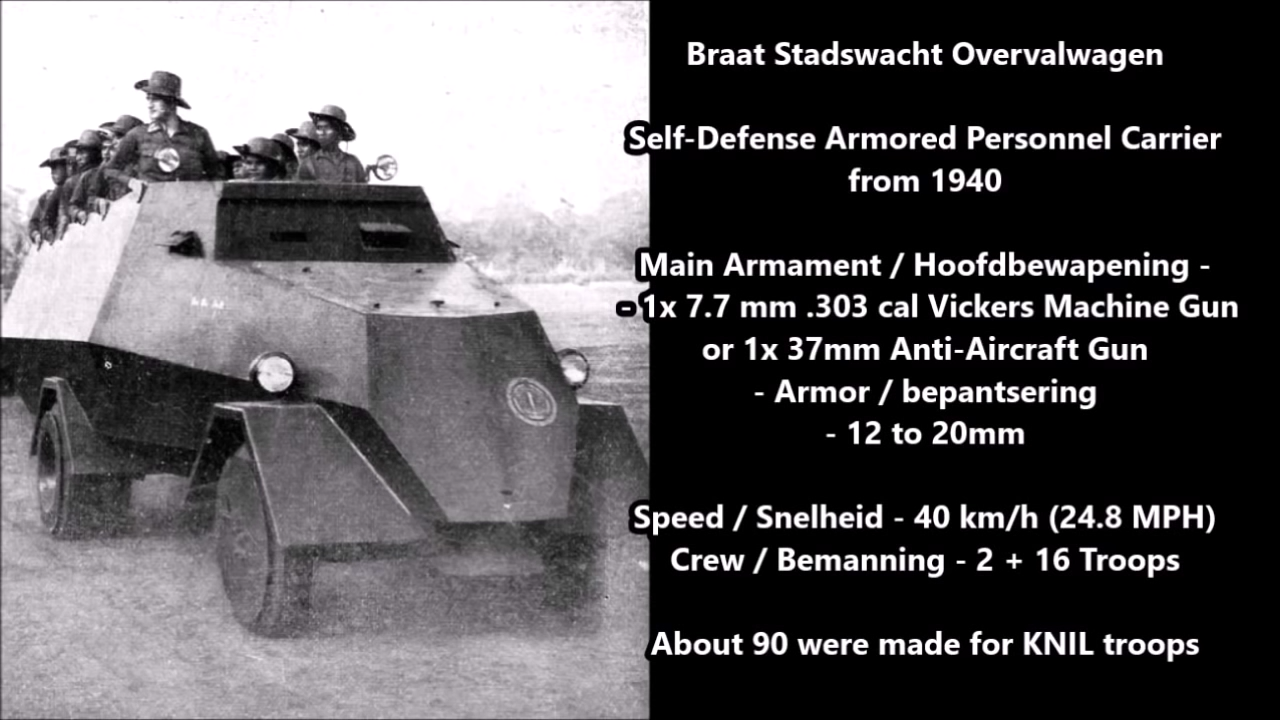 Braat Stadswacht Overvalwagen
Self-Defense Armored Personnel Carrier
from 1940
Main Armament / Hoofdbewapening -
- 1x 7.7 mm .303 cal Vickers Machine Gun
or 1x 37mm Anti-Aircraft Gun
- Armor / bepantsering
- 12 to 20mm
Speed / Snelheid - 40 km/h (24.8 MPH)
Crew / Bemanning - 2 + 16 Troops
About 90 were made for KNIL troops